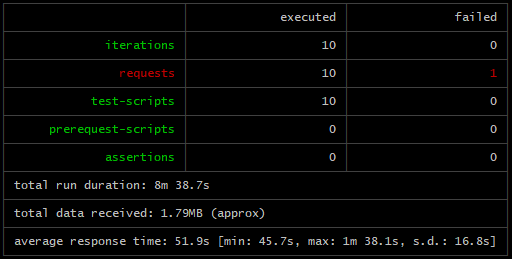 executed failed
iterations 10 0
requests 10 1
test-scripts 10 0
prerequest-scripts 0 0
assertions 0 0
total run duration: 8m 38.7s
total data received: 1.79MB (approx)
average response time: 51.9s [min: 45.7s, max: 1m 38.1s, s.d.: 16.8s]